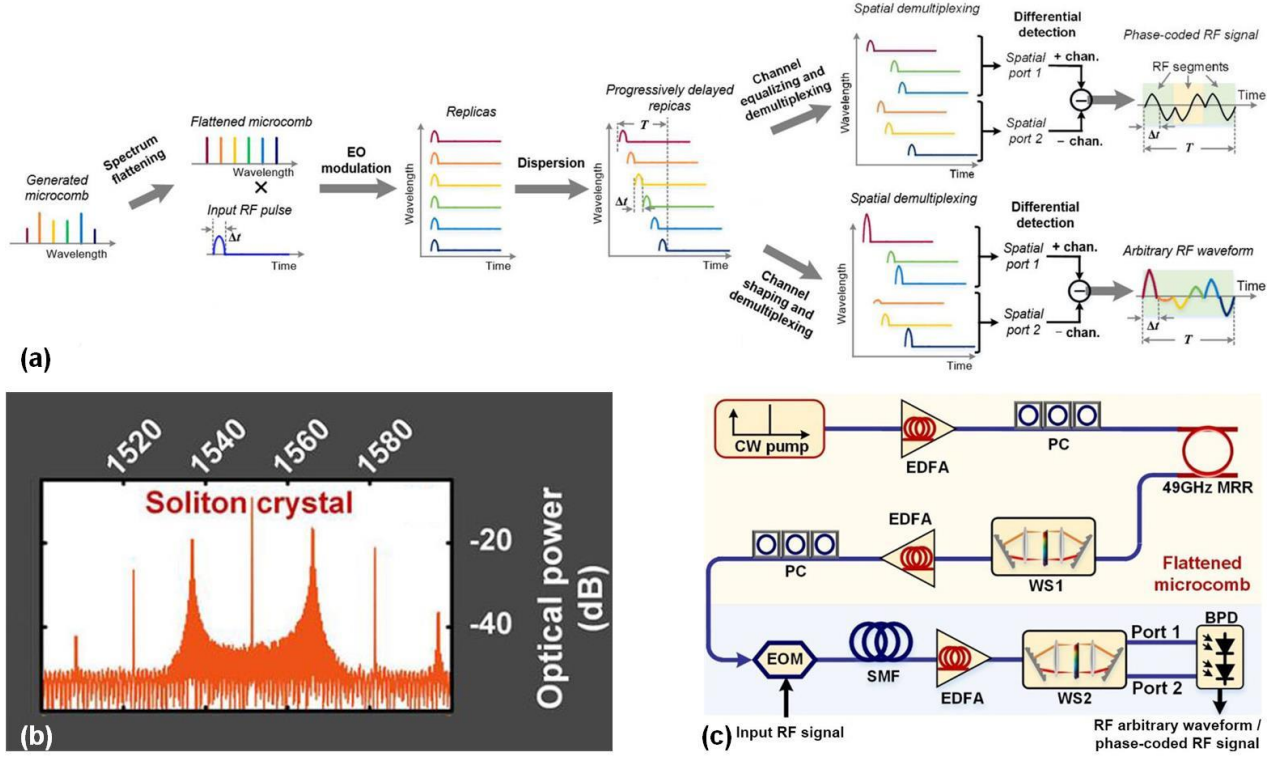 (a)
Generated
microcomb
Wavelength
Spectrum
flattening
Flattened microcomb
Wavelength
×
Input RF pulse
Δt
Time
EO
modulation
Replicas
Wavelength
Time
Dispersion
Progressively delayed
repicas
T
Δt
Wavelength
Time
Channel
equalizing and
demultiplexing
Spatial demultiplexing
Wavelength
Time
Differential
detection
Spatial
port 1
+ chan.
Spatial
port 2
− chan.
−
Phase-coded RF signal
RF segments
Time
Δt
T
Channel
shaping and
demultiplexing
Spatial demultiplexing
Wavelength
Time
Differential
detection
Spatial
port 1
+ chan.
Spatial
port 2
− chan.
−
Arbitrary RF waveform
Time
Δt
T
(b)
1520
1540
1560
1580
Soliton crystal
-20
-40
Optical power
(dB)
(c)
CW pump
EDFA
PC
49GHz MRR
EDFA
PC
WS1
Flattened
microcomb
EOM
SMF
EDFA
WS2
Port 1
Port 2
BPD
Input RF signal
RF arbitrary waveform /
phase-coded RF signal